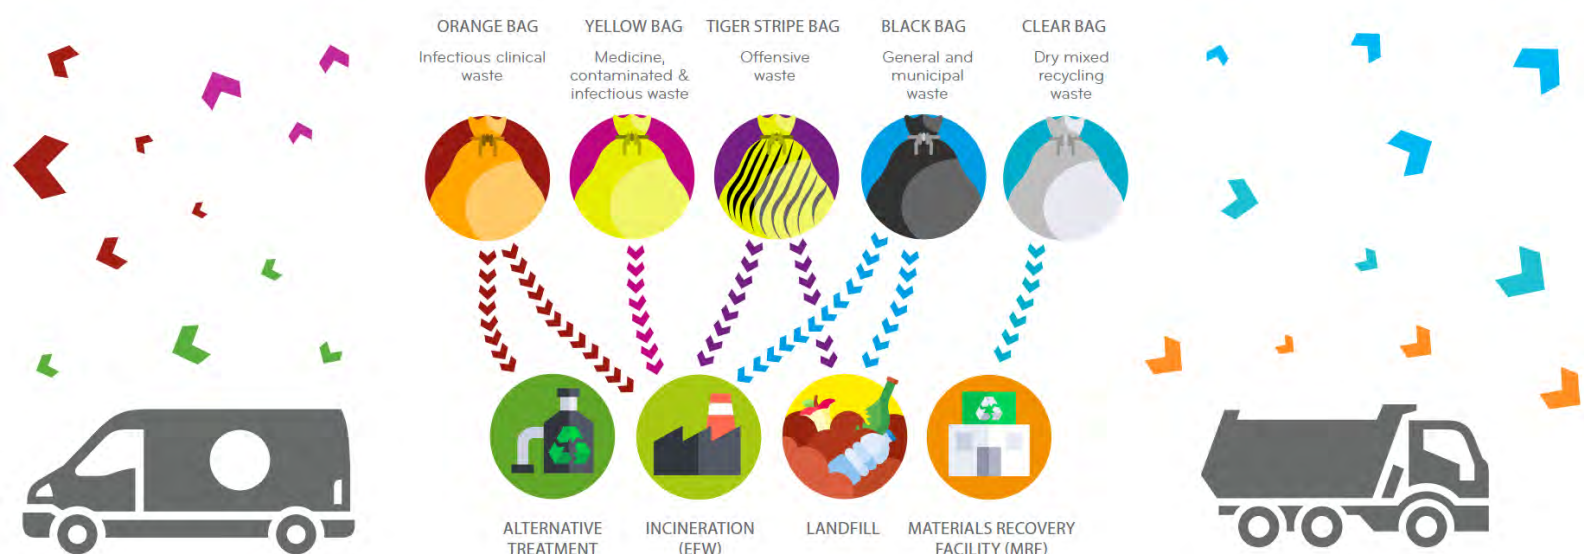 ORANGE BAG
Infectious clinical
waste
YELLOW BAG
Medicine,
contaminated &
infectious waste
TIGER STRIPE BAG
Offensive
waste
BLACK BAG
General and
municipal
waste
CLEAR BAG
Dry mixed
recycling
waste
ALTERNATIVE
TREATMENT
INCINERATION
(EFW)
LANDFILL
MATERIALS RECOVERY
FACILITY (MRF)